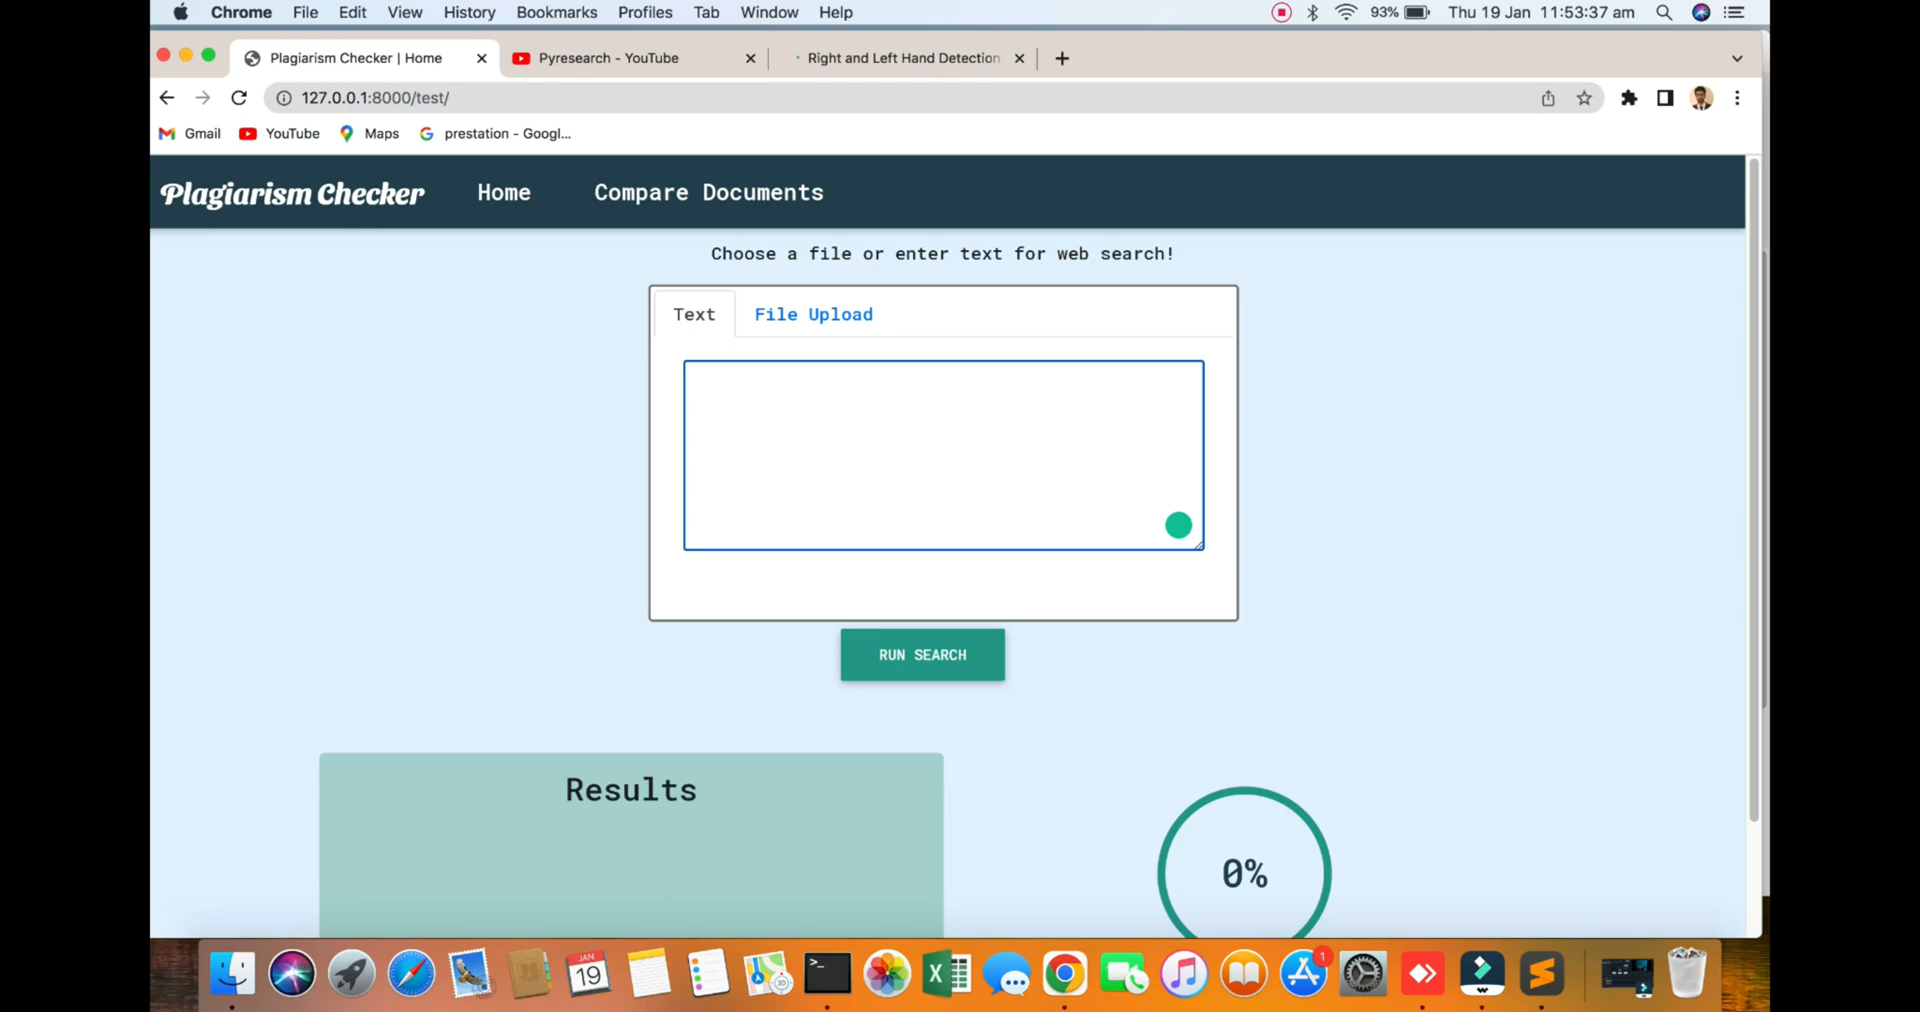 Chrome File Edit View History Bookmarks Profiles Tab Window Help 93% Thu 19 Jan 11:53:37 am
Plagiarism Checker | Home Pyresearch - YouTube Right and Left Hand Detection
127.0.0.1:8000/test/
Gmail YouTube Maps prestation - Googl...
Plagiarism Checker Home Compare Documents
Choose a file or enter text for web search!
Text File Upload
RUN SEARCH
Results
0%
JAN
19
1